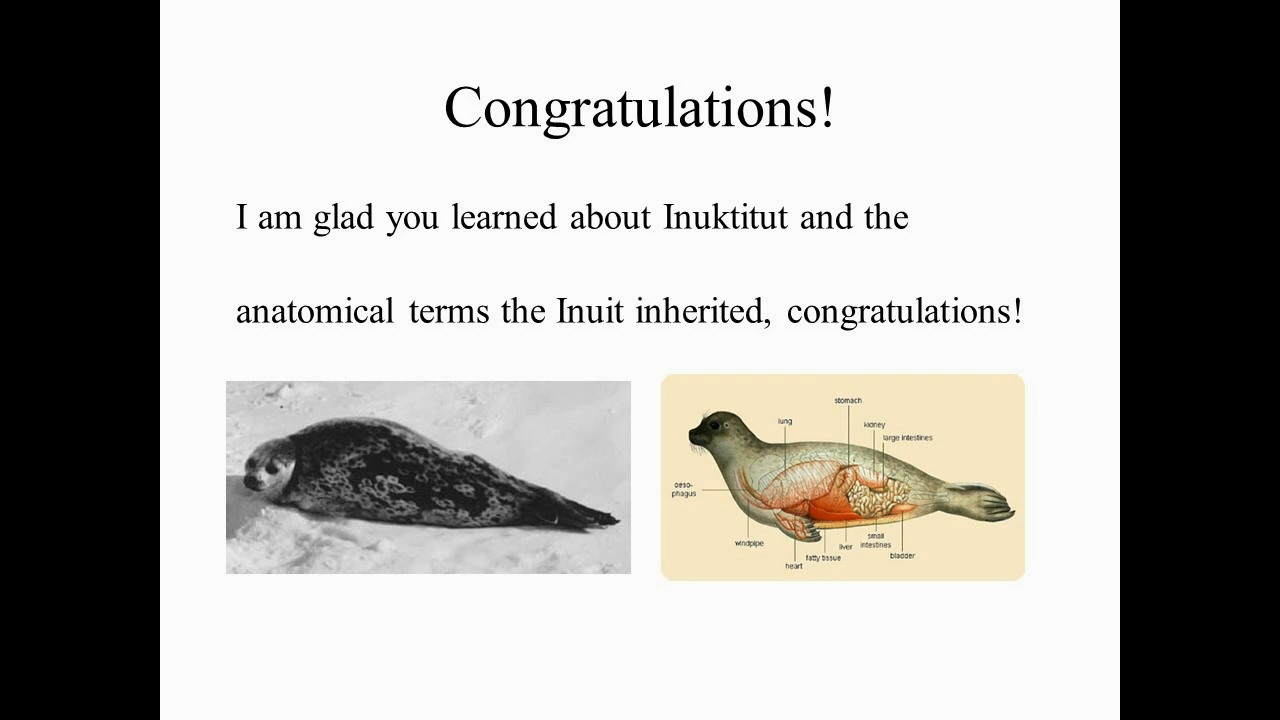 Congratulations!
I am glad you learned about Inuktitut and the
anatomical terms the Inuit inherited, congratulations!
stomach
lung
kidney
large intestines
oeso-
phagus
windpipe
heart
fatty tissue
liver
small
intestines
bladder